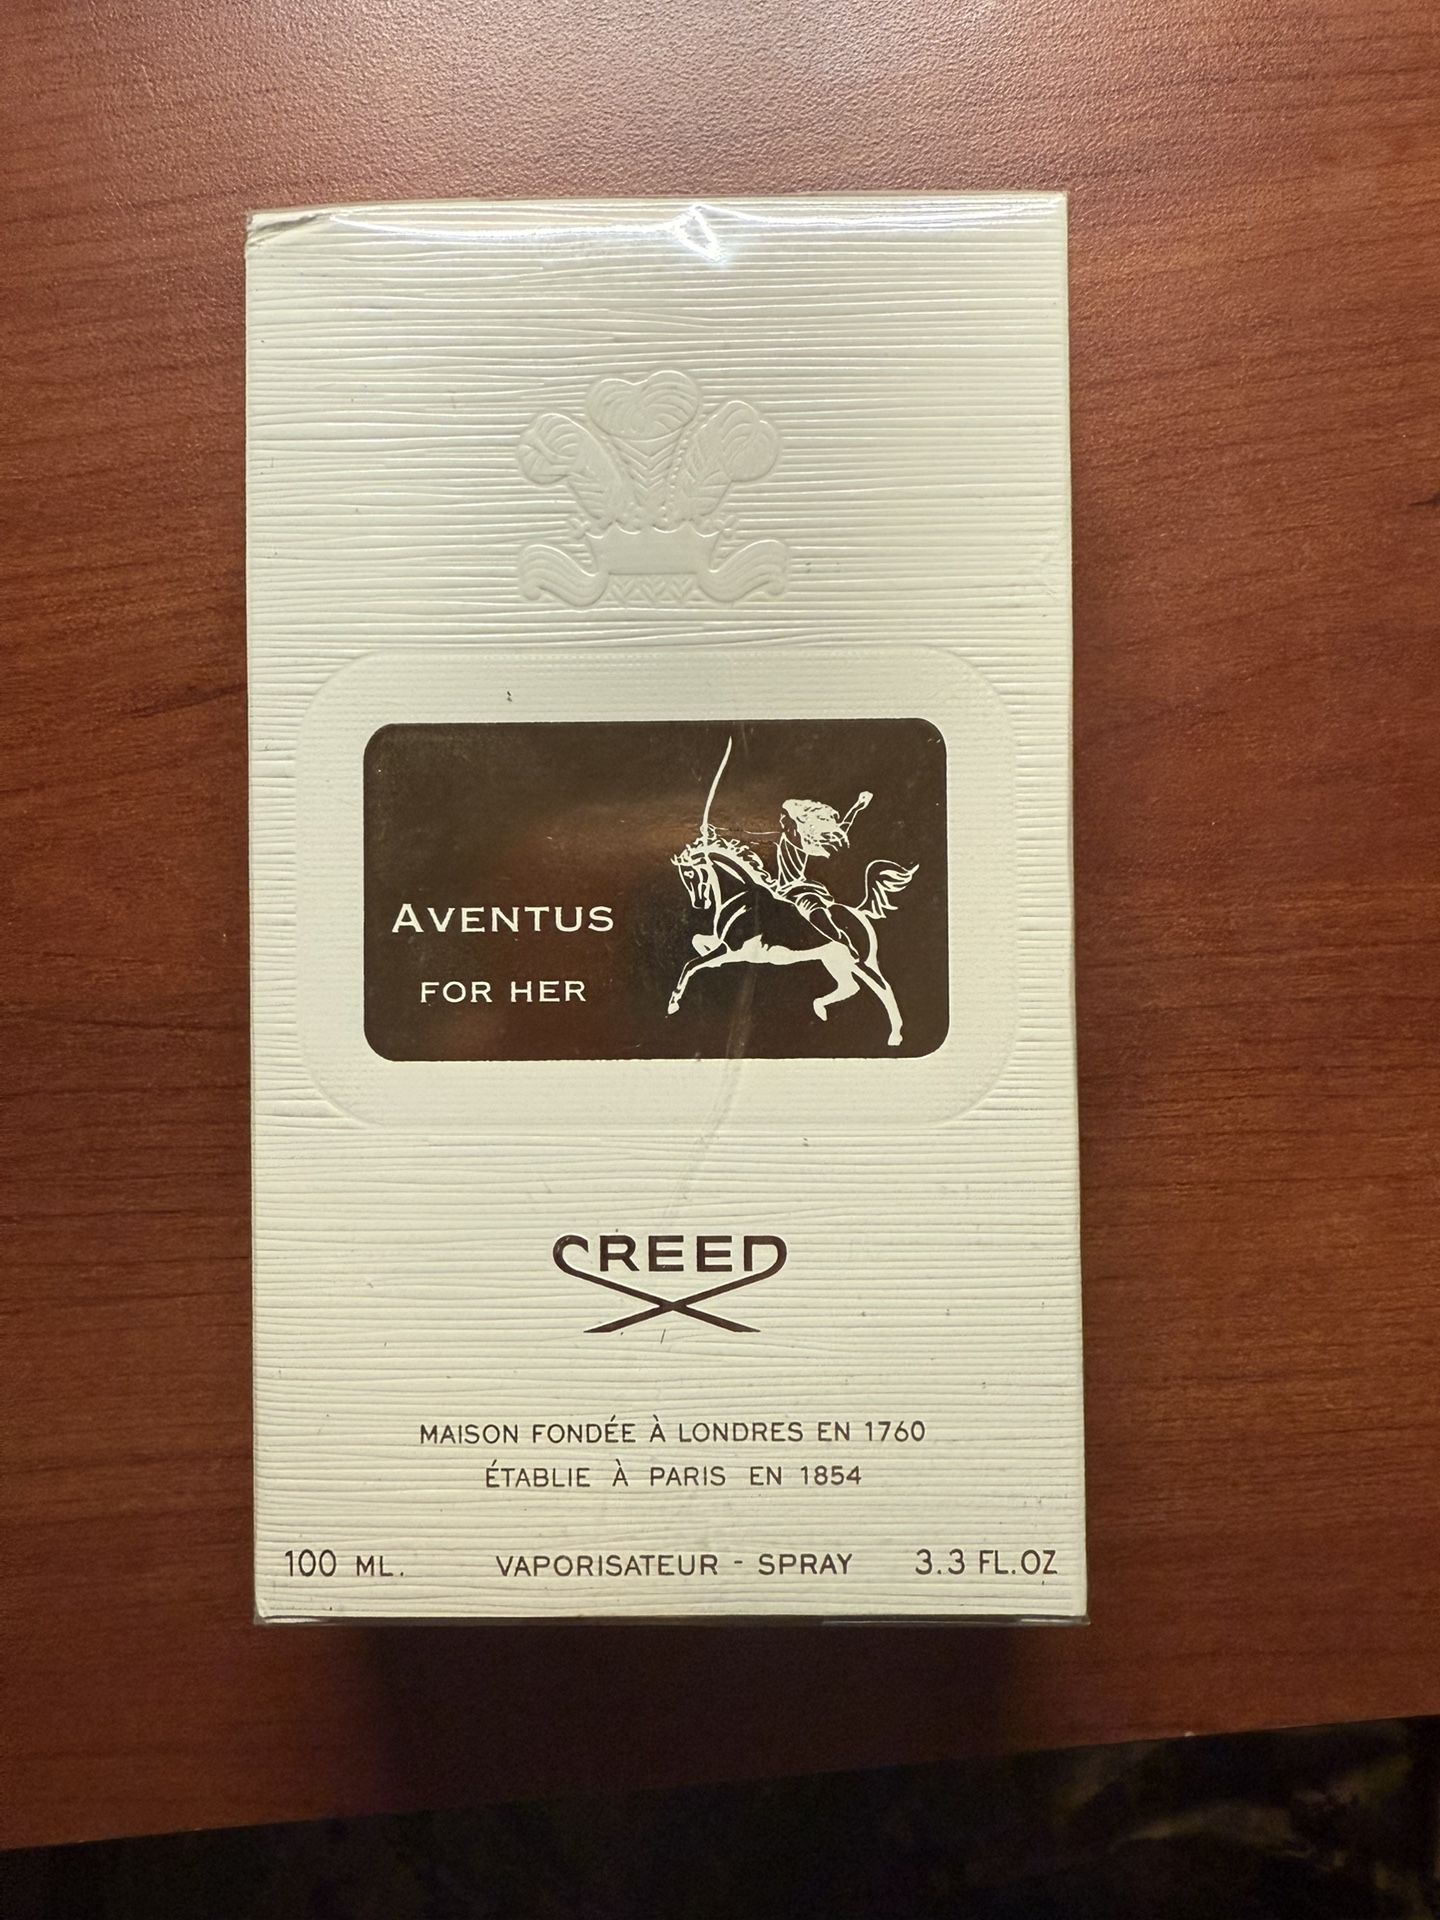 AVENTUS
FOR HER
CREED
MAISON FONDÉE À LONDRES EN 1760
ÉTABLIE À PARIS EN 1854
100 ML. VAPORISATEUR - SPRAY 3.3 FL.OZ